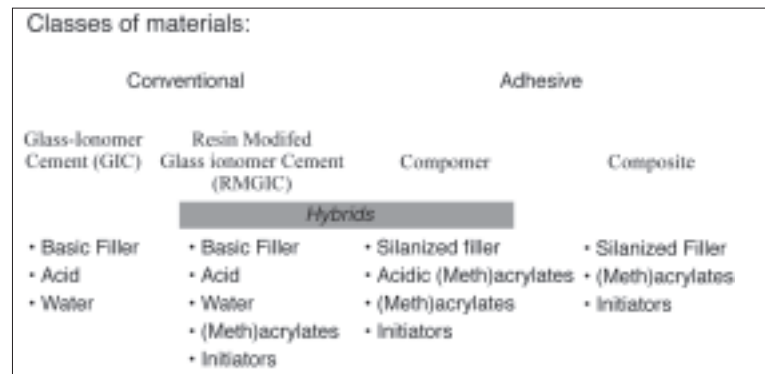 Classes of materials:
Conventional Adhesive
Glass-Ionomer
Cement (GIC)
Resin Modifed
Glass ionomer Cement
(RMGIC)
Compomer
Composite
Hybrids
• Basic Filler
• Acid
• Water
• Basic Filler
• Acid
• Water
• (Meth)acrylates
• Initiators
• Silanized filler
• Acidic (Meth)acrylates
• (Meth)acrylates
• Initiators
• Silanized Filler
• (Meth)acrylates
• Initiators